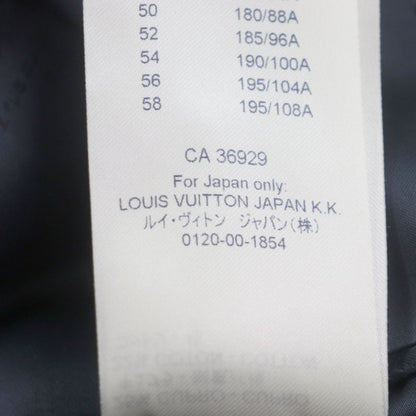 50 180/88A
52 185/96A
54 190/100A
56 195/104A
58 195/108A
CA 36929
For Japan only:
LOUIS VUITTON JAPAN K.K.
ルイ・ヴィトン ジャパン(株)
0120-00-1854